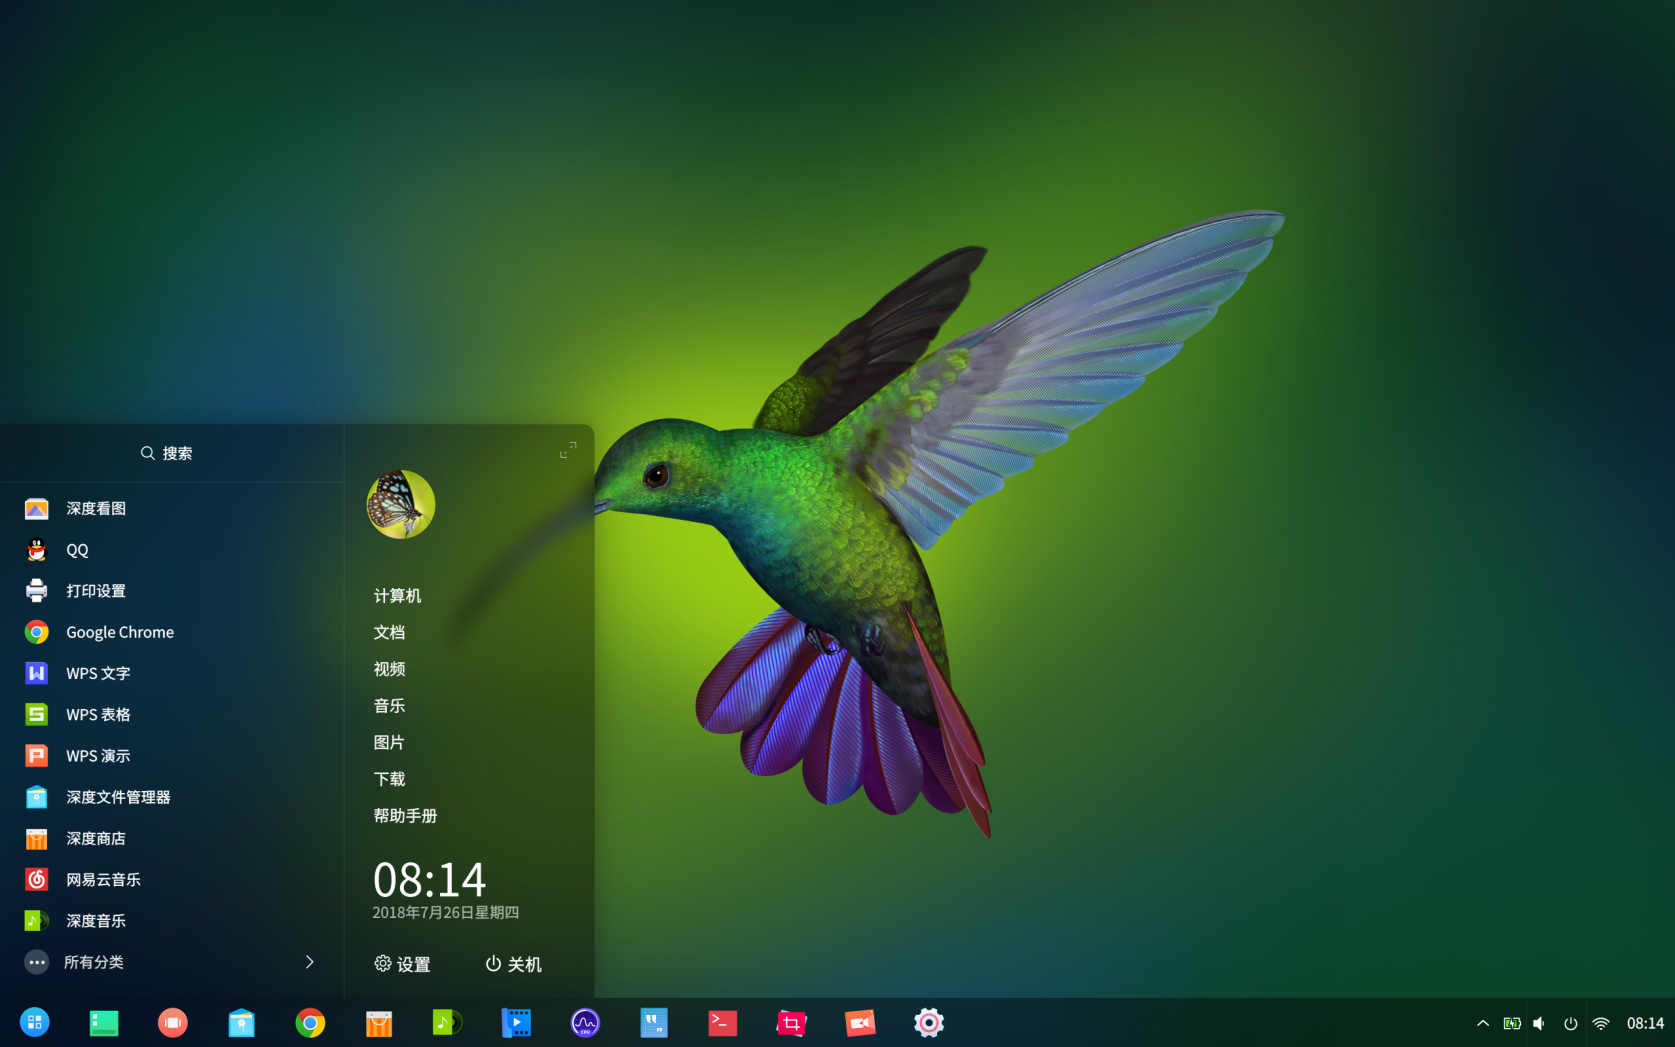 搜索
深度看图
QQ
打印设置
Google Chrome
WPS 文字
WPS 表格
WPS 演示
深度文件管理器
深度商店
网易云音乐
深度音乐
所有分类
计算机
文档
视频
音乐
图片
下载
帮助手册
08:14
2018年7月26日星期四
设置
关机
CPU
08:14